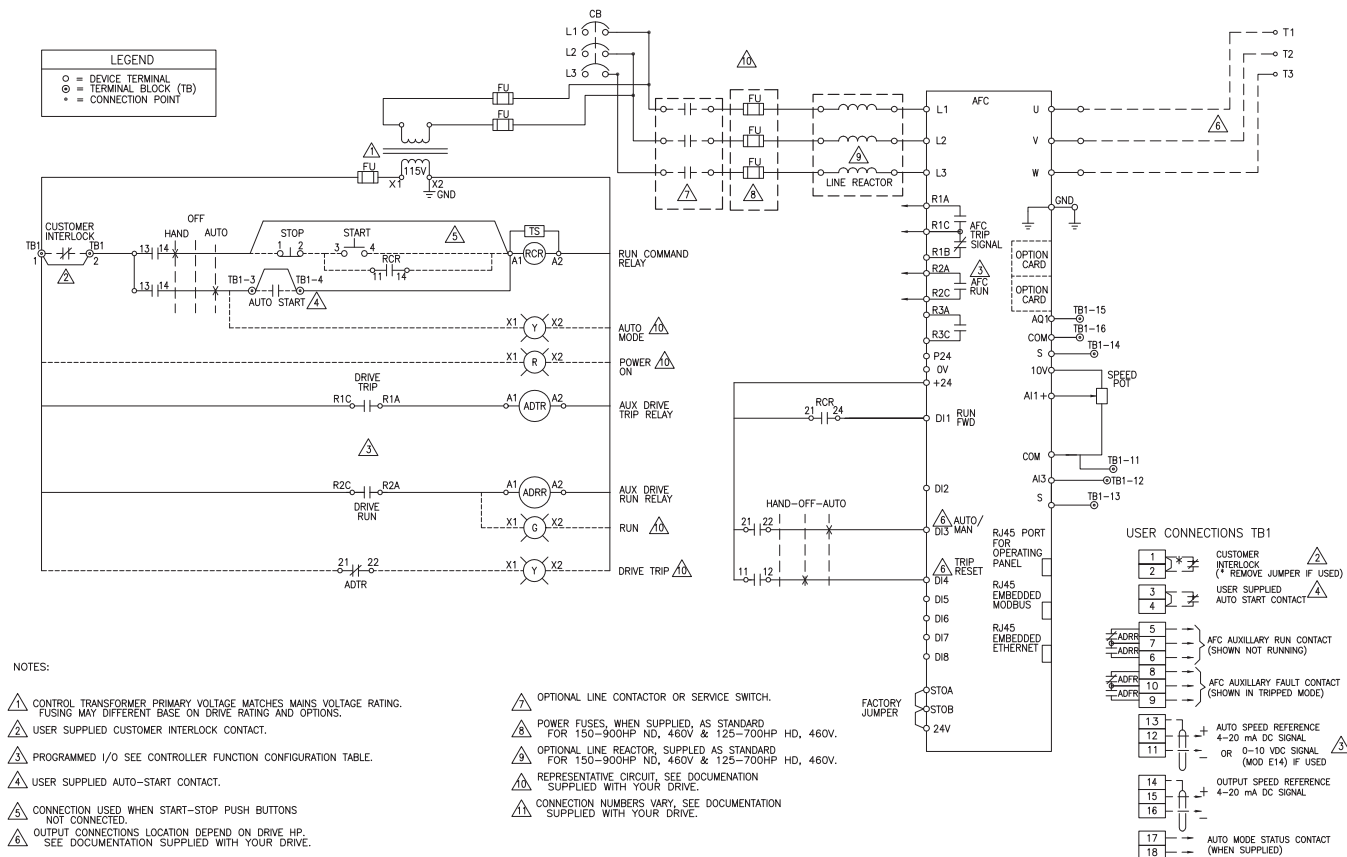 LEGEND
= DEVICE TERMINAL
= TERMINAL BLOCK (TB)
= CONNECTION POINT
CB
L1
L2
L3
FU
FU
1
115V
FU
X1
X2
GND
10
FU
FU
FU
7
8
9
LINE REACTOR
AFC
L1
L2
L3
U
V
W
6
T1
T2
T3
GND
CUSTOMER
INTERLOCK
TB1
1
TB1
2
2
OFF
HAND
AUTO
13
14
STOP
1
2
START
3
4
5
RCR
11
14
TS
RCR
A1
A2
RUN COMMAND
RELAY
13
14
TB1-3
TB1-4
AUTO START
4
X1
Y
X2
AUTO
MODE
10
X1
R
X2
POWER
ON
10
DRIVE
TRIP
R1C
R1A
A1
ADTR
A2
AUX DRIVE
TRIP RELAY
3
R2C
R2A
DRIVE
RUN
A1
ADRR
A2
AUX DRIVE
RUN RELAY
X1
G
X2
RUN
10
21
22
ADTR
X1
Y
X2
DRIVE TRIP
10
R1A
R1C
R1B
AFC
TRIP
SIGNAL
R2A
R2C
3
AFC
RUN
R3A
R3C
P24
0V
+24
RCR
21
24
DI1
RUN
FWD
DI2
HAND-OFF-AUTO
21
22
6
AUTO/
MAN
DI3
11
12
6
TRIP
RESET
DI4
DI5
DI6
DI7
DI8
FACTORY
JUMPER
STOA
STOB
24V
OPTION
CARD
OPTION
CARD
AQ1
TB1-15
COM
TB1-16
S
TB1-14
10V
SPEED
POT
AI1+
COM
TB1-11
AI3
TB1-12
S
TB1-13
RJ45 PORT
FOR
OPERATING
PANEL
RJ45
EMBEDDED
MODBUS
RJ45
EMBEDDED
ETHERNET
USER CONNECTIONS TB1
1
2
*
CUSTOMER
INTERLOCK
(* REMOVE JUMPER IF USED)
2
3
4
USER SUPPLIED
AUTO START CONTACT
4
5
7
6
ADRR
ADRR
AFC AUXILLARY RUN CONTACT
(SHOWN NOT RUNNING)
8
10
9
ADFR
ADFR
AFC AUXILLARY FAULT CONTACT
(SHOWN IN TRIPPED MODE)
13
12
11
+
-
AUTO SPEED REFERENCE
4-20 mA DC SIGNAL
OR 0-10 VDC SIGNAL
(MOD E14) IF USED
3
14
15
16
+
-
OUTPUT SPEED REFERENCE
4-20 mA DC SIGNAL
17
18
AUTO MODE STATUS CONTACT
(WHEN SUPPLIED)
NOTES:
1 CONTROL TRANSFORMER PRIMARY VOLTAGE MATCHES MAINS VOLTAGE RATING.
FUSING MAY DIFFERENT BASE ON DRIVE RATING AND OPTIONS.
2 USER SUPPLIED CUSTOMER INTERLOCK CONTACT.
3 PROGRAMMED I/O SEE CONTROLLER FUNCTION CONFIGURATION TABLE.
4 USER SUPPLIED AUTO-START CONTACT.
5 CONNECTION USED WHEN START-STOP PUSH BUTTONS
NOT CONNECTED.
6 OUTPUT CONNECTIONS LOCATION DEPEND ON DRIVE HP.
SEE DOCUMENTATION SUPPLIED WITH YOUR DRIVE.
7 OPTIONAL LINE CONTACTOR OR SERVICE SWITCH.
8 POWER FUSES, WHEN SUPPLIED, AS STANDARD
FOR 150-900HP ND, 460V & 125-700HP HD, 460V.
9 OPTIONAL LINE REACTOR, SUPPLED AS STANDARD
FOR 150-900HP ND, 460V & 125-700HP HD, 460V.
10 REPRESENTATIVE CIRCUIT, SEE DOCUMENATION
SUPPLIED WITH YOUR DRIVE.
11 CONNECTION NUMBERS VARY, SEE DOCUMENTATION
SUPPLIED WITH YOUR DRIVE.